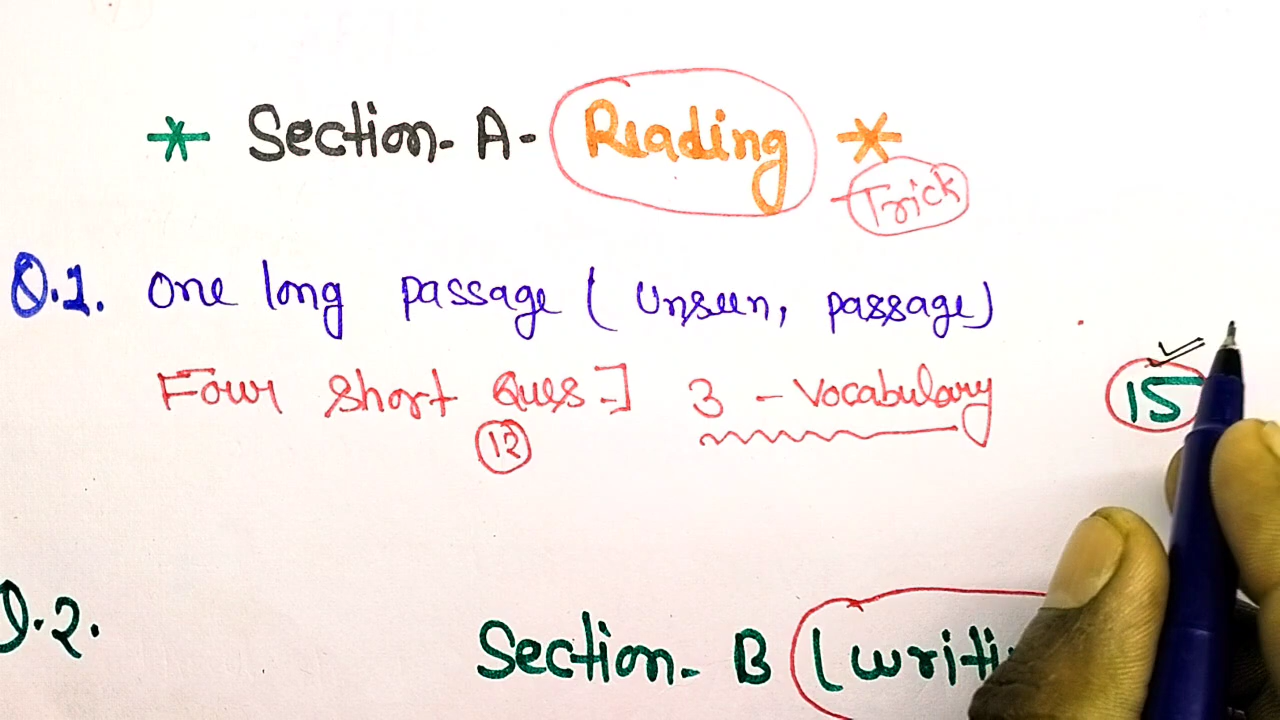 * Section- A- Reading *
Trick
Q.1. One long passage ( Unseen, passage)
Four Short Ques -] 3 - Vocabulary 15
12
Q.2. Section- B (writi